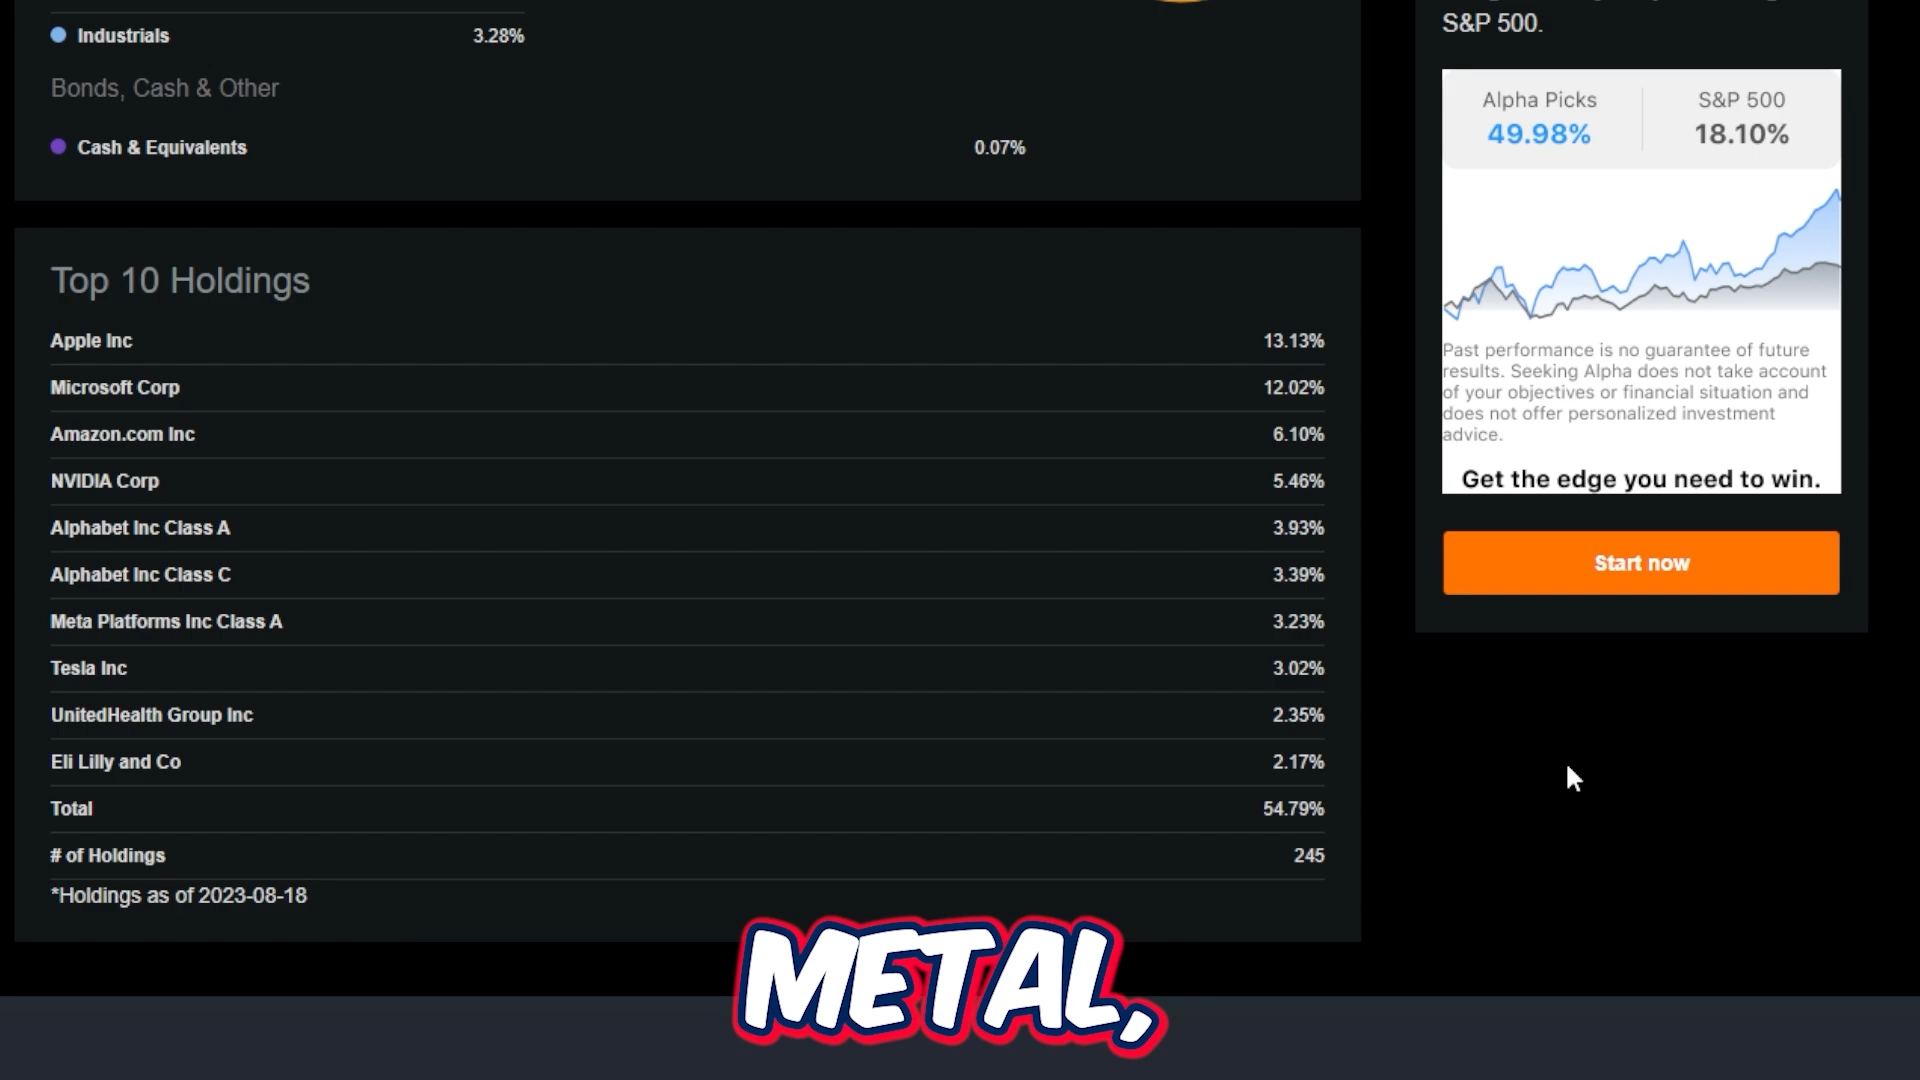 Industrials 3.28%
Bonds, Cash & Other
Cash & Equivalents 0.07%
Top 10 Holdings
Apple Inc 13.13%
Microsoft Corp 12.02%
Amazon.com Inc 6.10%
NVIDIA Corp 5.46%
Alphabet Inc Class A 3.93%
Alphabet Inc Class C 3.39%
Meta Platforms Inc Class A 3.23%
Tesla Inc 3.02%
UnitedHealth Group Inc 2.35%
Eli Lilly and Co 2.17%
Total 54.79%
# of Holdings 245
*Holdings as of 2023-08-18
S&P 500.
Alpha Picks S&P 500
49.98% 18.10%
Past performance is no guarantee of future
results. Seeking Alpha does not take account
of your objectives or financial situation and
does not offer personalized investment
advice.
Get the edge you need to win.
Start now
METAL,